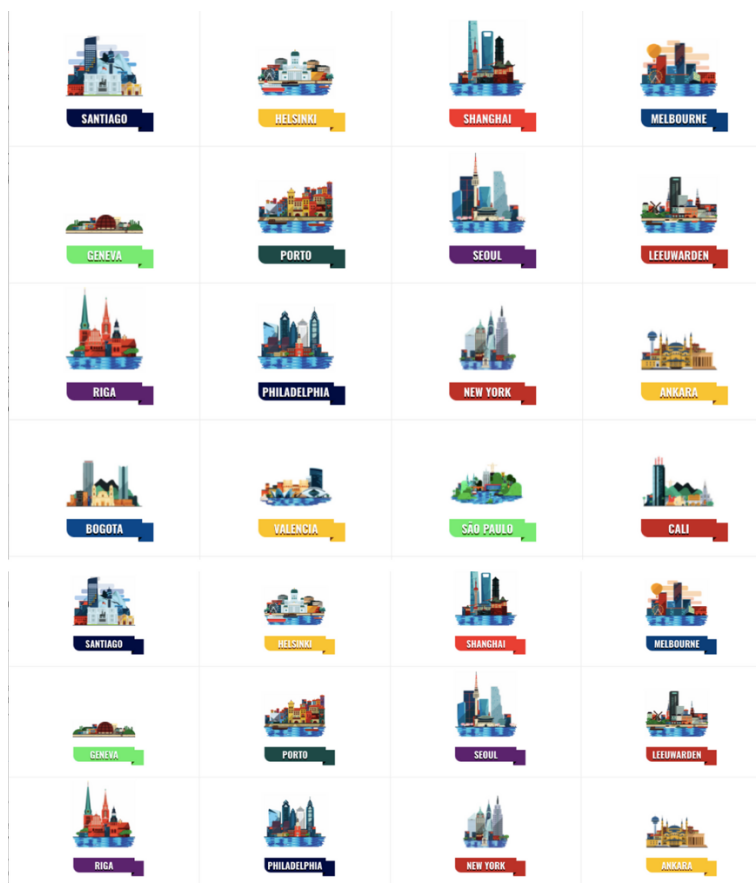 SANTIAGO
HELSINKI
SHANGHAI
MELBOURNE
GENEVA
PORTO
SEOUL
LEEUWARDEN
RIGA
PHILADELPHIA
NEW YORK
ANKARA
BOGOTA
VALENCIA
SÃO PAULO
CALI
SANTIAGO
HELSINKI
SHANGHAI
MELBOURNE
GENEVA
PORTO
SEOUL
LEEUWARDEN
RIGA
PHILADELPHIA
NEW YORK
ANKARA